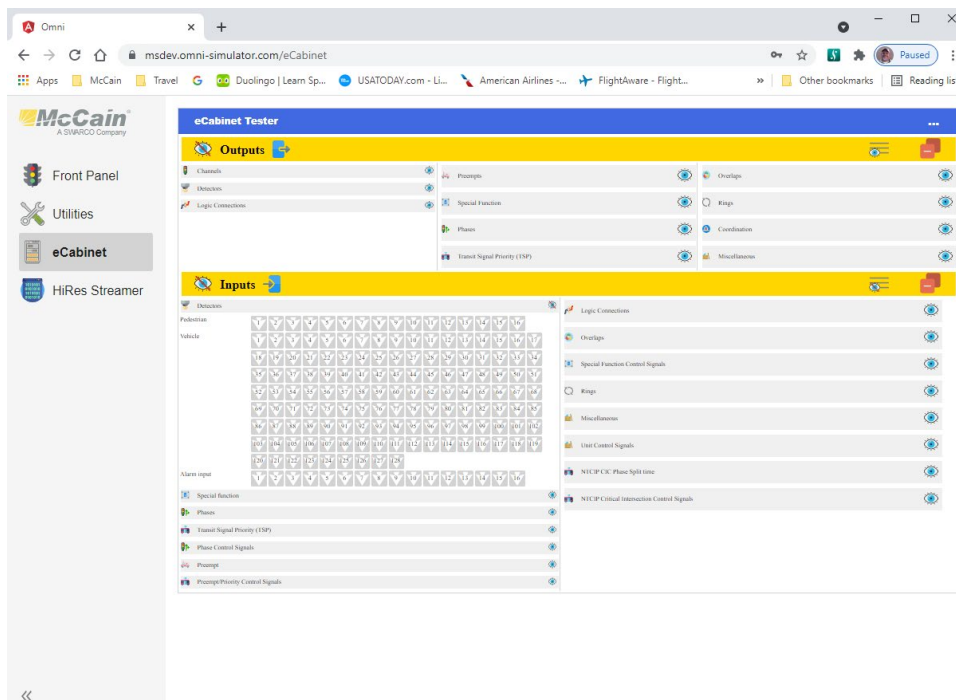 Omni
msdev.omni-simulator.com/eCabinet
Paused
Apps McCain Travel Duolingo | Learn Sp... USATODAY.com - Li... American Airlines -... FlightAware - Flight... » Other bookmarks Reading lis
McCain
A SWARCO Company
Front Panel
Utilities
eCabinet
HiRes Streamer
eCabinet Tester
...
Outputs
Channels
Detectors
Logic Connections
Preempts
Special Function
Phases
Transit Signal Priority (TSP)
Overlaps
Rings
Coordination
Miscellaneous
Inputs
Detectors
Pedestrian
1 2 3 4 5 6 7 8 9 10 11 12 13 14 15 16
Vehicle
1 2 3 4 5 6 7 8 9 10 11 12 13 14 15 16 17
18 19 20 21 22 23 24 25 26 27 28 29 30 31 32 33 34
35 36 37 38 39 40 41 42 43 44 45 46 47 48 49 50 51
52 53 54 55 56 57 58 59 60 61 62 63 64 65 66 67 68
69 70 71 72 73 74 75 76 77 78 79 80 81 82 83 84 85
86 87 88 89 90 91 92 93 94 95 96 97 98 99 100 101 102
103 104 105 106 107 108 109 110 111 112 113 114 115 116 117 118 119
120 121 122 123 124 125 126 127 128
Alarm input
1 2 3 4 5 6 7 8 9 10 11 12 13 14 15 16
Special function
Phases
Transit Signal Priority (TSP)
Phase Control Signals
Preempt
Preempt/Priority Control Signals
Logic Connections
Overlaps
Special Function Control Signals
Rings
Miscellaneous
Unit Control Signals
NTCIP CIC Phase Split time
NTCIP Critical Intersection Control Signals